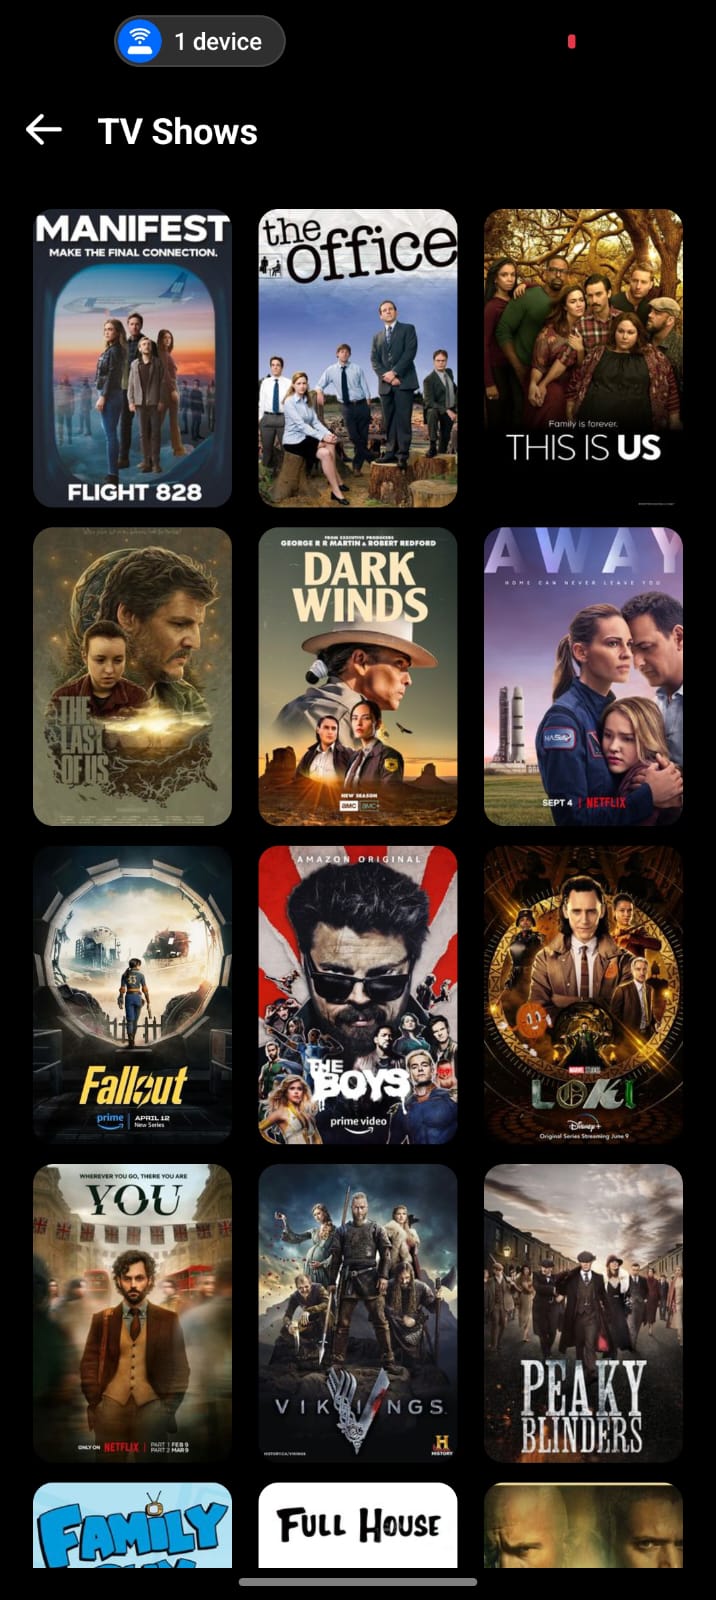 1 device
TV Shows
MANIFEST
MAKE THE FINAL CONNECTION.
FLIGHT 828
the office
Family is forever.
THIS IS US
THE
LAST
OF US
FROM EXECUTIVE PRODUCERS
GEORGE R R MARTIN & ROBERT REDFORD
DARK
WINDS
NEW SEASON
amc amc+
AWAY
HOME CAN NEVER LEAVE YOU
NASA
SEPT 4 | NETFLIX
Fallout
prime | APRIL 12
New Series
AMAZON ORIGINAL
THE
BOYS
prime video
MARVEL STUDIOS
LOKI
Disney+
Original Series Streaming June 9
WHEREVER YOU GO, THERE YOU ARE
YOU
ONLY ON NETFLIX | PART 1 FEB 9
PART 2 MAR 9
VIKINGS
H
HISTORY
PEAKY
BLINDERS
FAMILY
FULL HOUSE